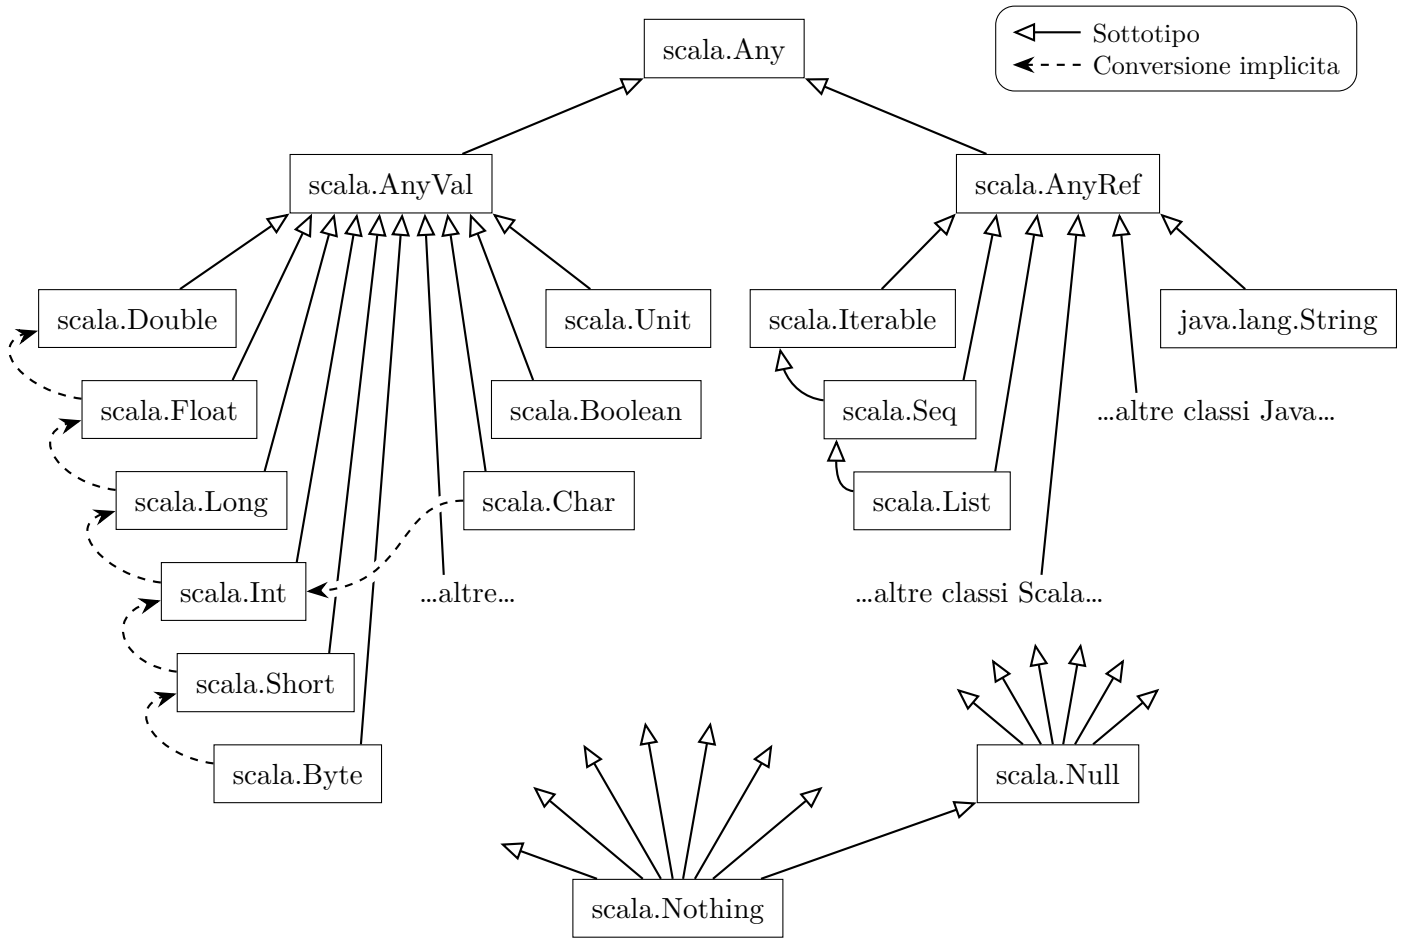 scala.Any
Sottotipo
Conversione implicita
scala.AnyVal
scala.AnyRef
scala.Double
scala.Unit
scala.Iterable
java.lang.String
scala.Float
scala.Boolean
scala.Seq
...altre classi Java...
scala.Long
scala.Char
scala.List
scala.Int
...altre...
...altre classi Scala...
scala.Short
scala.Byte
scala.Null
scala.Nothing